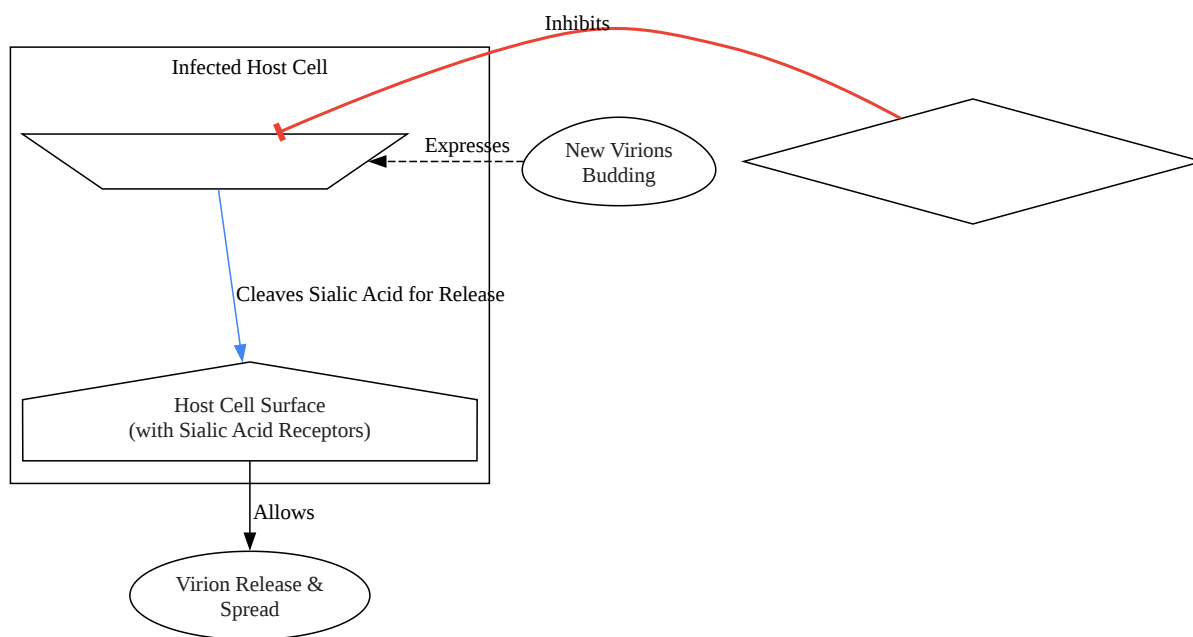 Inhibits
Infected Host Cell
Expresses
New Virions
Budding
Cleaves Sialic Acid for Release
Host Cell Surface
(with Sialic Acid Receptors)
Allows
Virion Release &
Spread